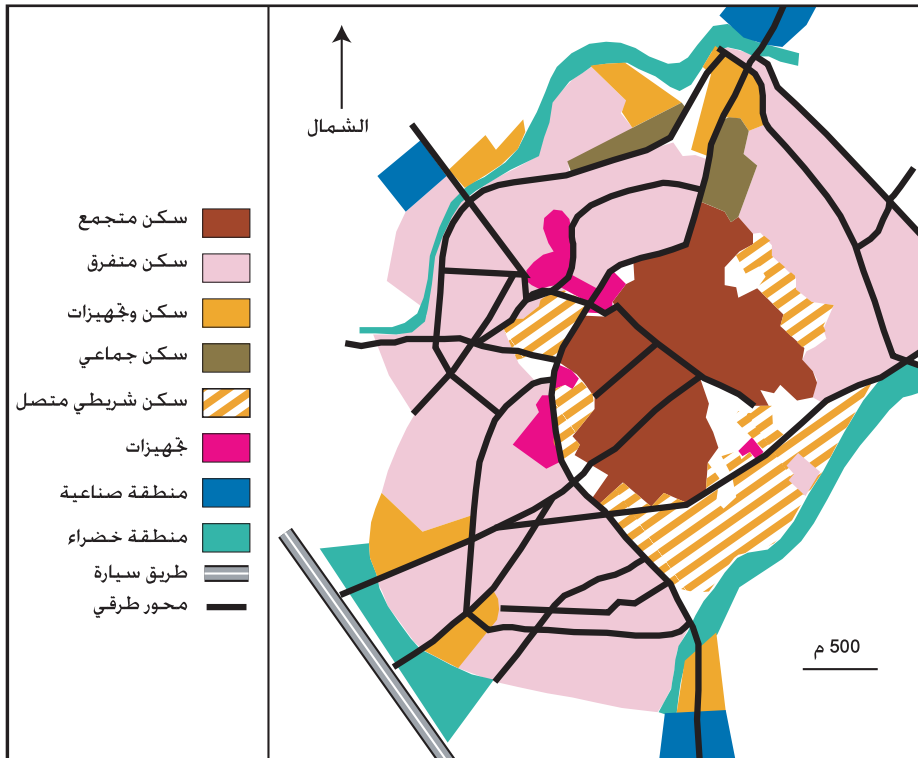 الشمال
سكن متجمع
سكن متفرق
سكن وتجهيزات
سكن جماعي
سكن شريطي متصل
تجهيزات
منطقة صناعية
منطقة خضراء
طريق سيارة
محور طرقي
500 م